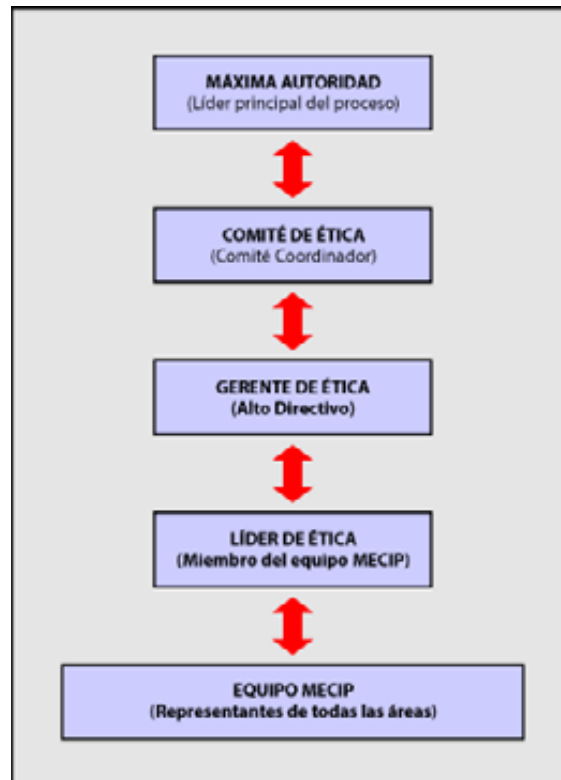 MÁXIMA AUTORIDAD
(Líder principal del proceso)
COMITÉ DE ÉTICA
(Comité Coordinador)
GERENTE DE ÉTICA
(Alto Directivo)
LÍDER DE ÉTICA
(Miembro del equipo MECIP)
EQUIPO MECIP
(Representantes de todas las áreas)